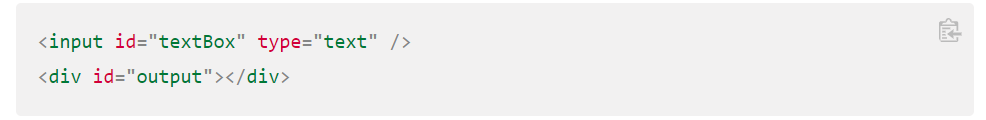 <input id="textBox" type="text" />
<div id="output"></div>